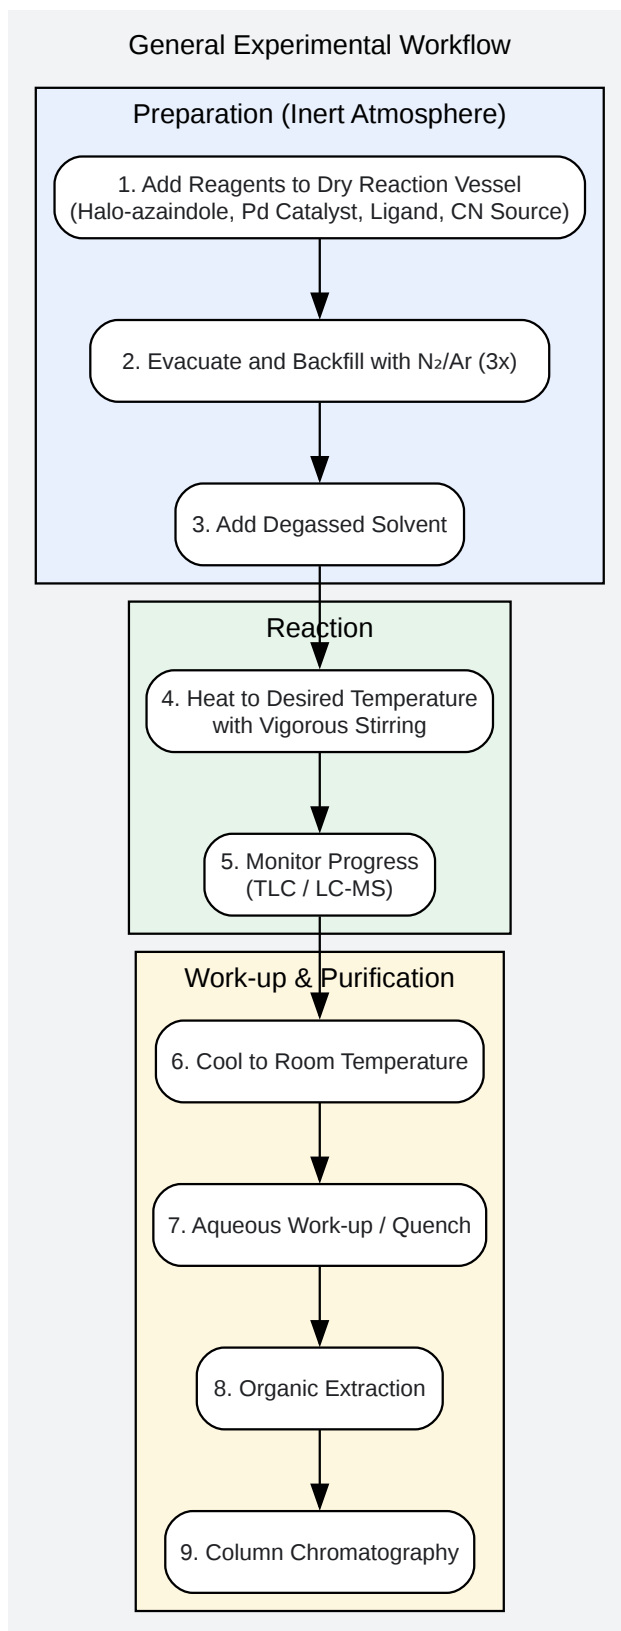 General Experimental Workflow
Preparation (Inert Atmosphere)
1. Add Reagents to Dry Reaction Vessel
(Halo-azaindole, Pd Catalyst, Ligand, CN Source)
2. Evacuate and Backfill with N₂/Ar (3x)
3. Add Degassed Solvent
Reaction
4. Heat to Desired Temperature
with Vigorous Stirring
5. Monitor Progress
(TLC / LC-MS)
Work-up & Purification
6. Cool to Room Temperature
7. Aqueous Work-up / Quench
8. Organic Extraction
9. Column Chromatography